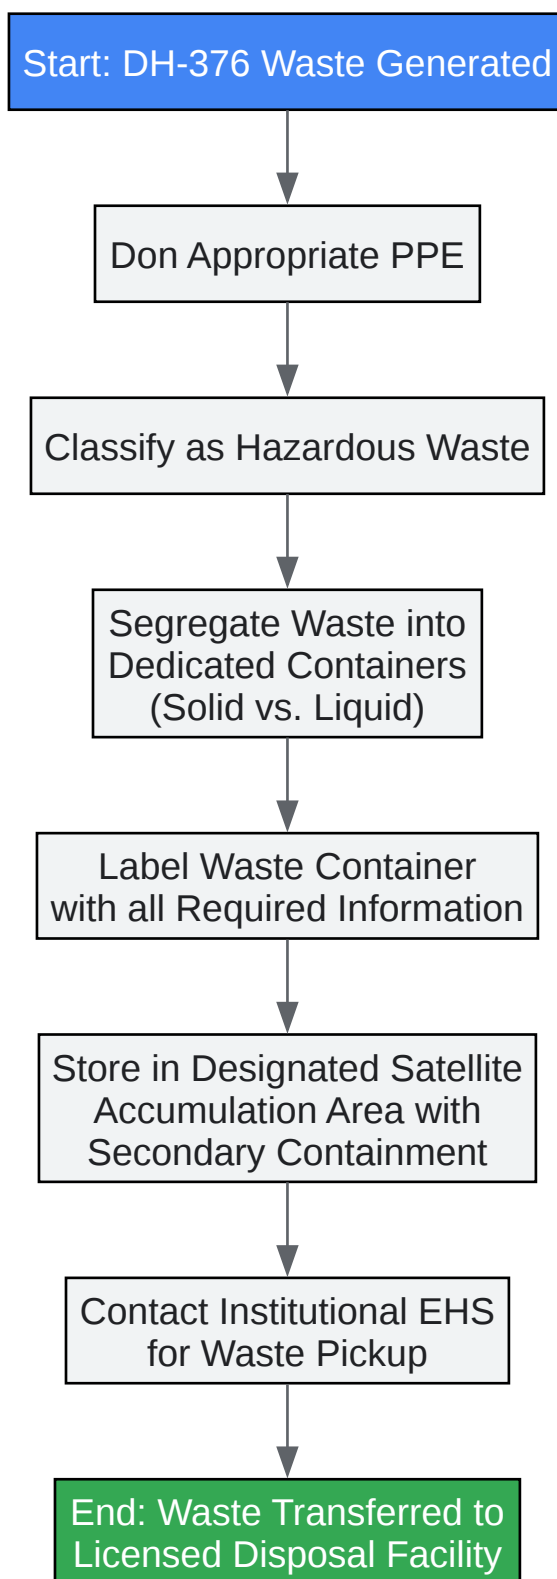 Start: DH-376 Waste Generated
Don Appropriate PPE
Classify as Hazardous Waste
Segregate Waste into
Dedicated Containers
(Solid vs. Liquid)
Label Waste Container
with all Required Information
Store in Designated Satellite
Accumulation Area with
Secondary Containment
Contact Institutional EHS
for Waste Pickup
End: Waste Transferred to
Licensed Disposal Facility